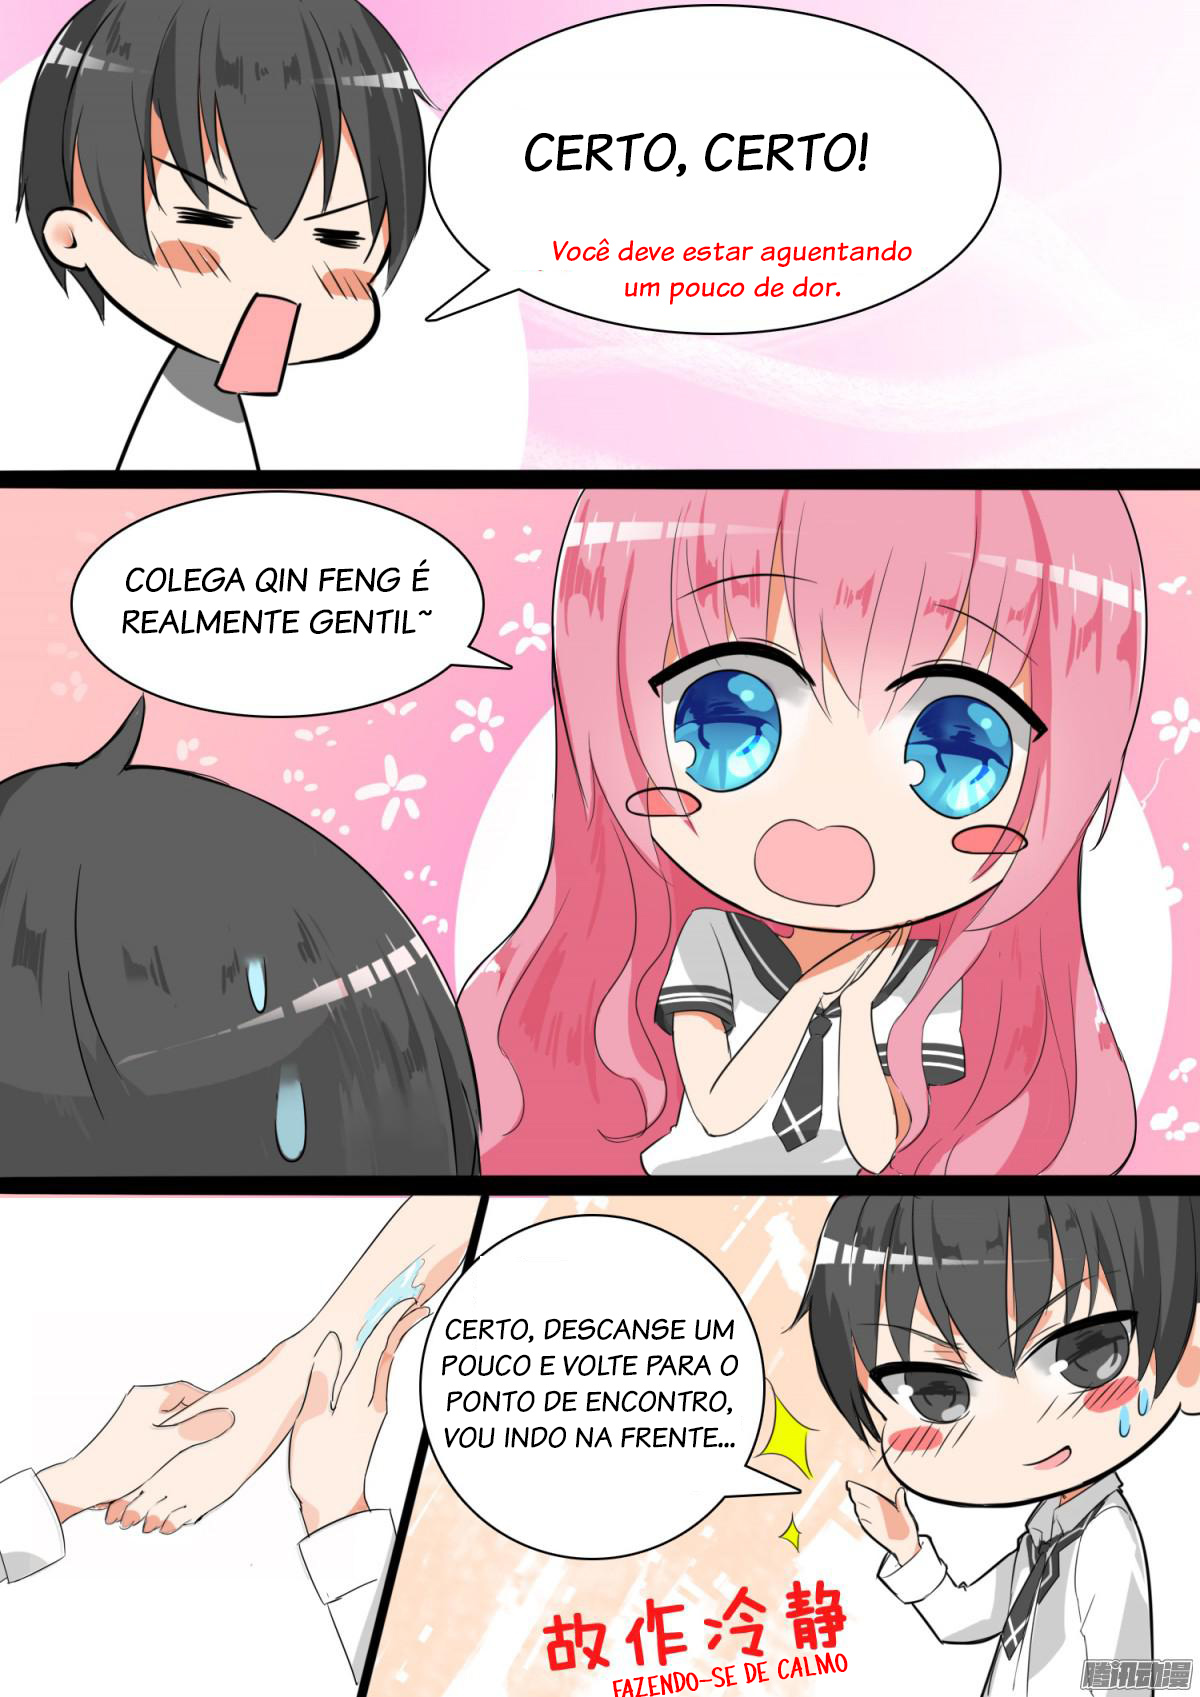 CERTO, CERTO!
Você deve estar aguentando
um pouco de dor.
COLEGA QIN FENG É
REALMENTE GENTIL~
CERTO, DESCANSE UM
POUCO E VOLTE PARA O
PONTO DE ENCONTRO,
VOU INDO NA FRENTE...
故作冷静
FAZENDO-SE DE CALMO
腾讯动漫